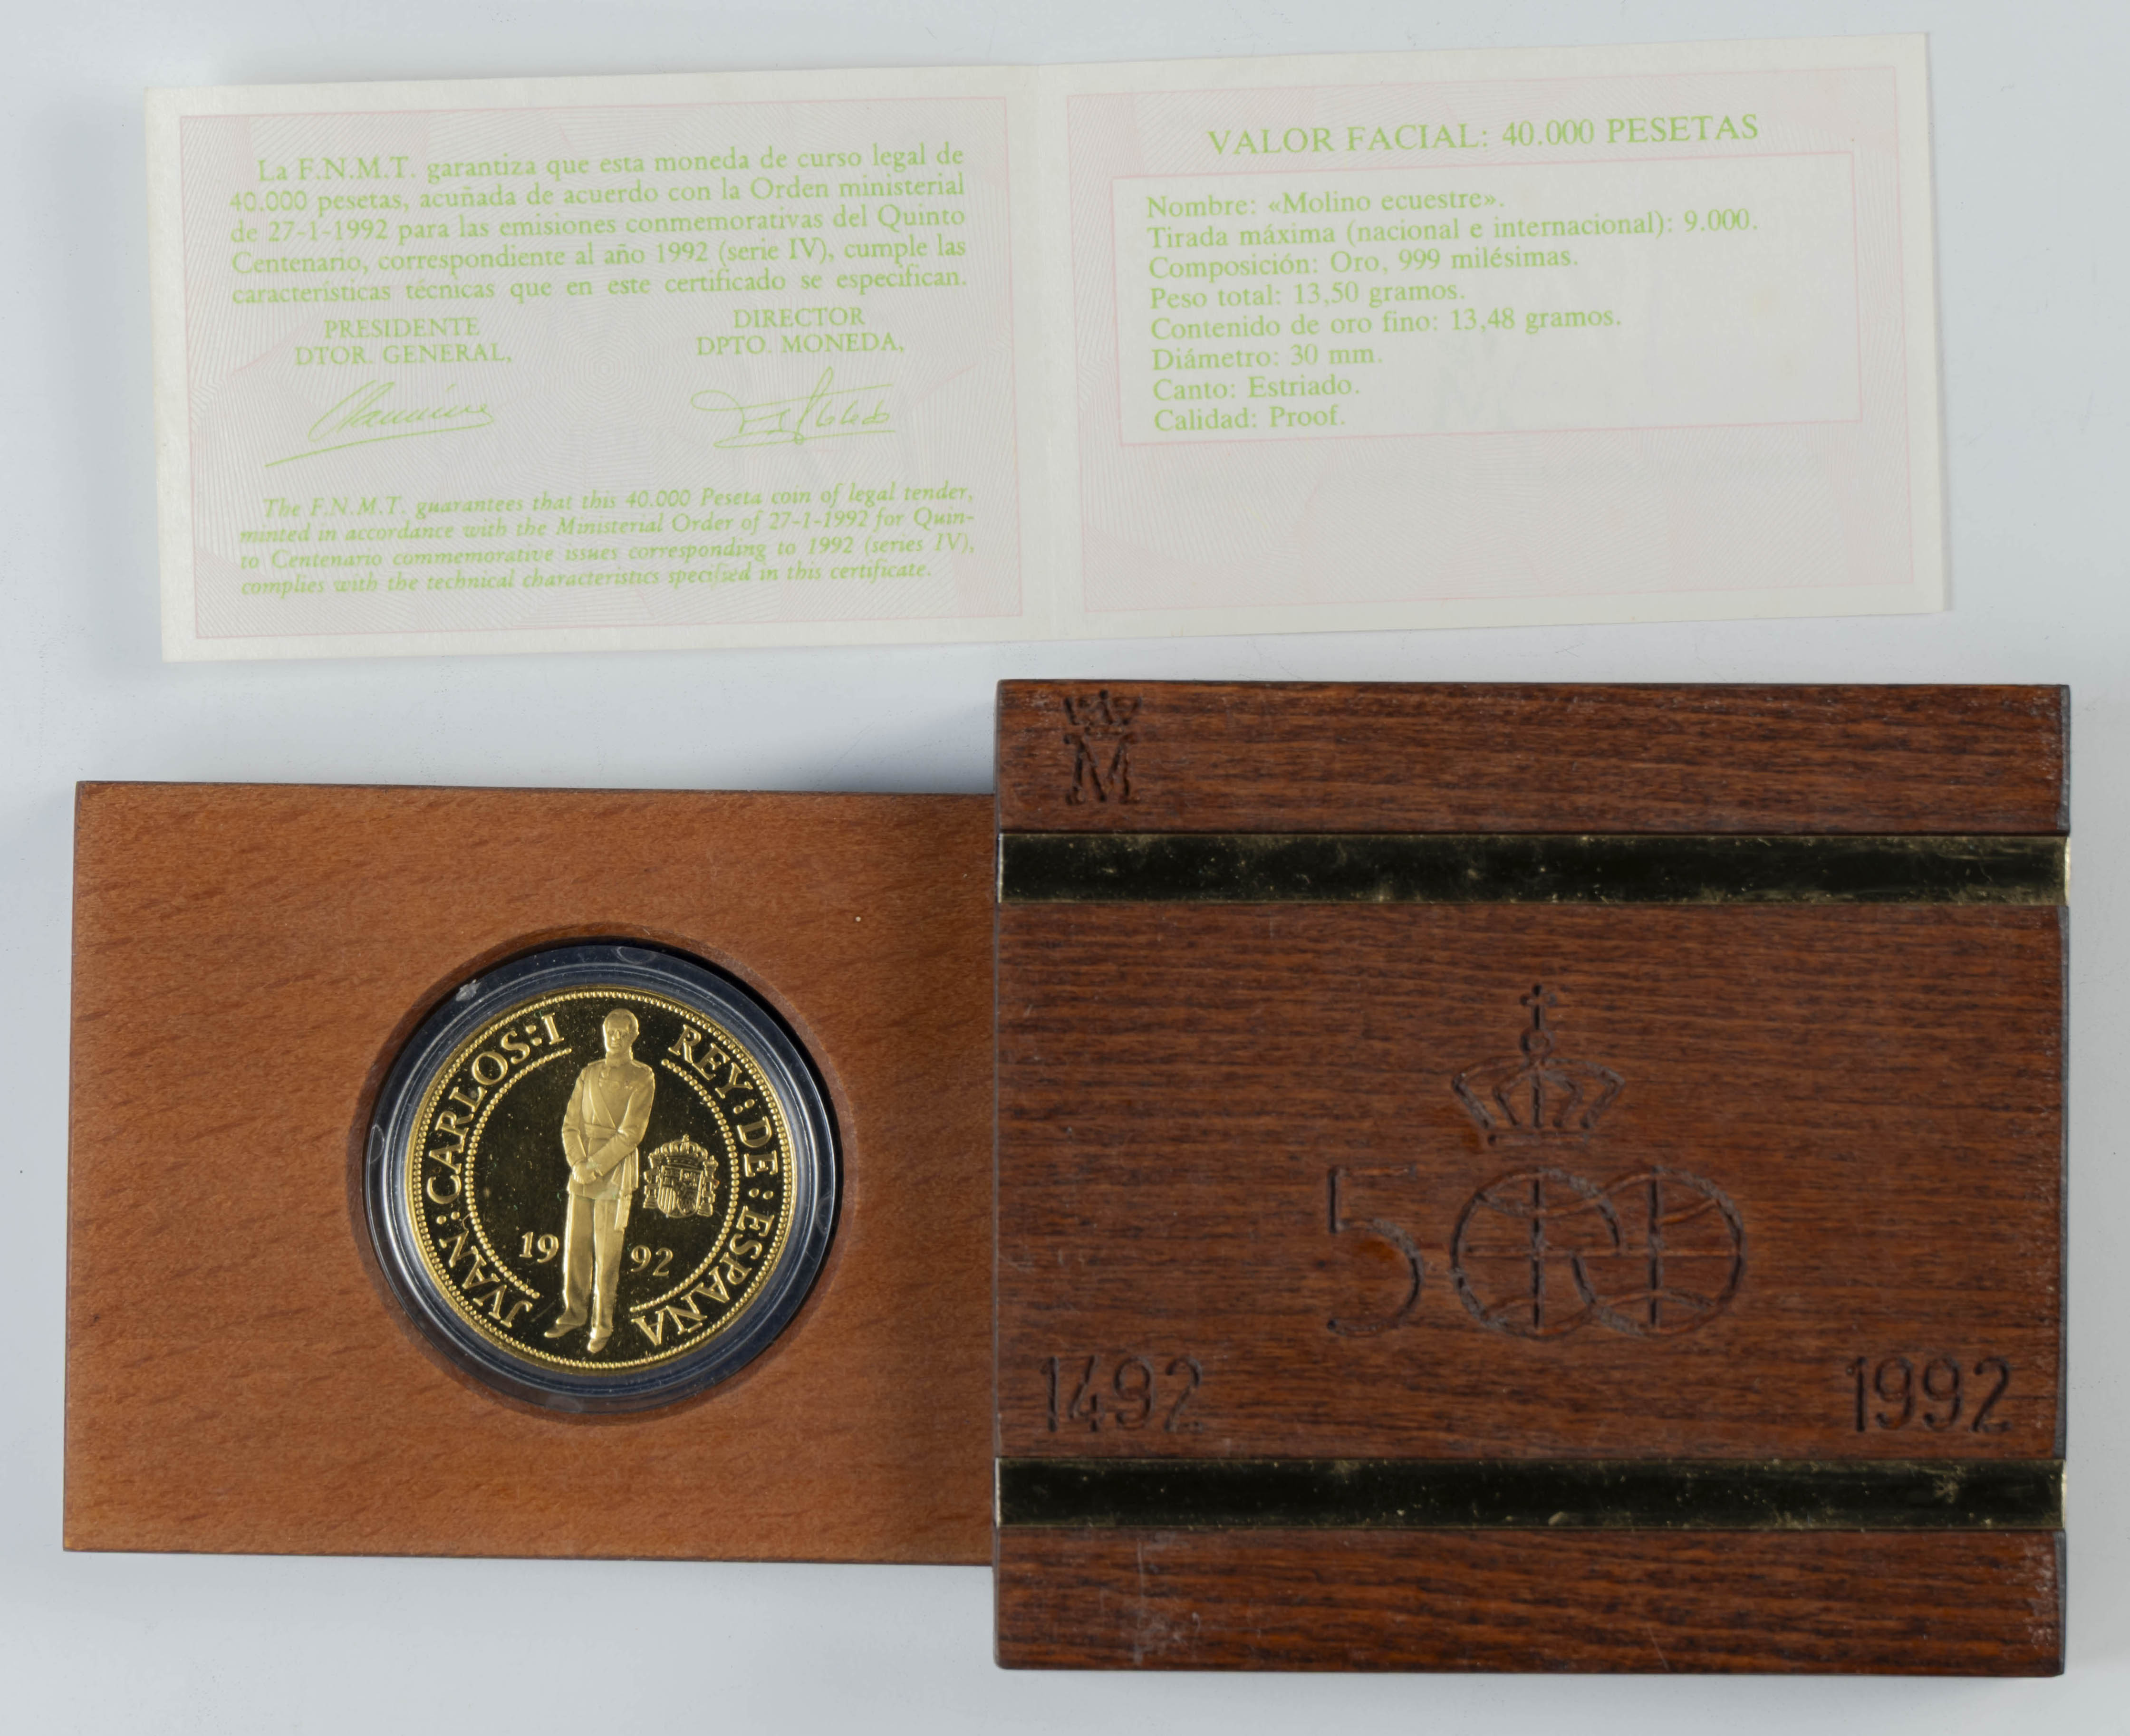 La F.N.M.T. garantiza que esta moneda de curso legal de
40.000 pesetas, acuñada de acuerdo con la Orden ministerial
de 27-1-1992 para las emisiones conmemorativas del Quinto
Centenario, correspondiente al año 1992 (serie IV), cumple las
características técnicas que en este certificado se especifican.
PRESIDENTE
DTOR. GENERAL,
DIRECTOR
DPTO. MONEDA,
The F.N.M.T. guarantees that this 40.000 Peseta coin of legal tender,
minted in accordance with the Ministerial Order of 27-1-1992 for Quin-
to Centenario commemorative issues corresponding to 1992 (series IV),
complies with the technical characteristics specified in this certificate.
VALOR FACIAL: 40.000 PESETAS
Nombre: «Molino ecuestre».
Tirada máxima (nacional e internacional): 9.000.
Composición: Oro, 999 milésimas.
Peso total: 13,50 gramos.
Contenido de oro fino: 13,48 gramos.
Diámetro: 30 mm.
Canto: Estriado.
Calidad: Proof.
JVAN:CARLOS:I REY:DE:ESPAÑA
19 92
M
500
1492 1992